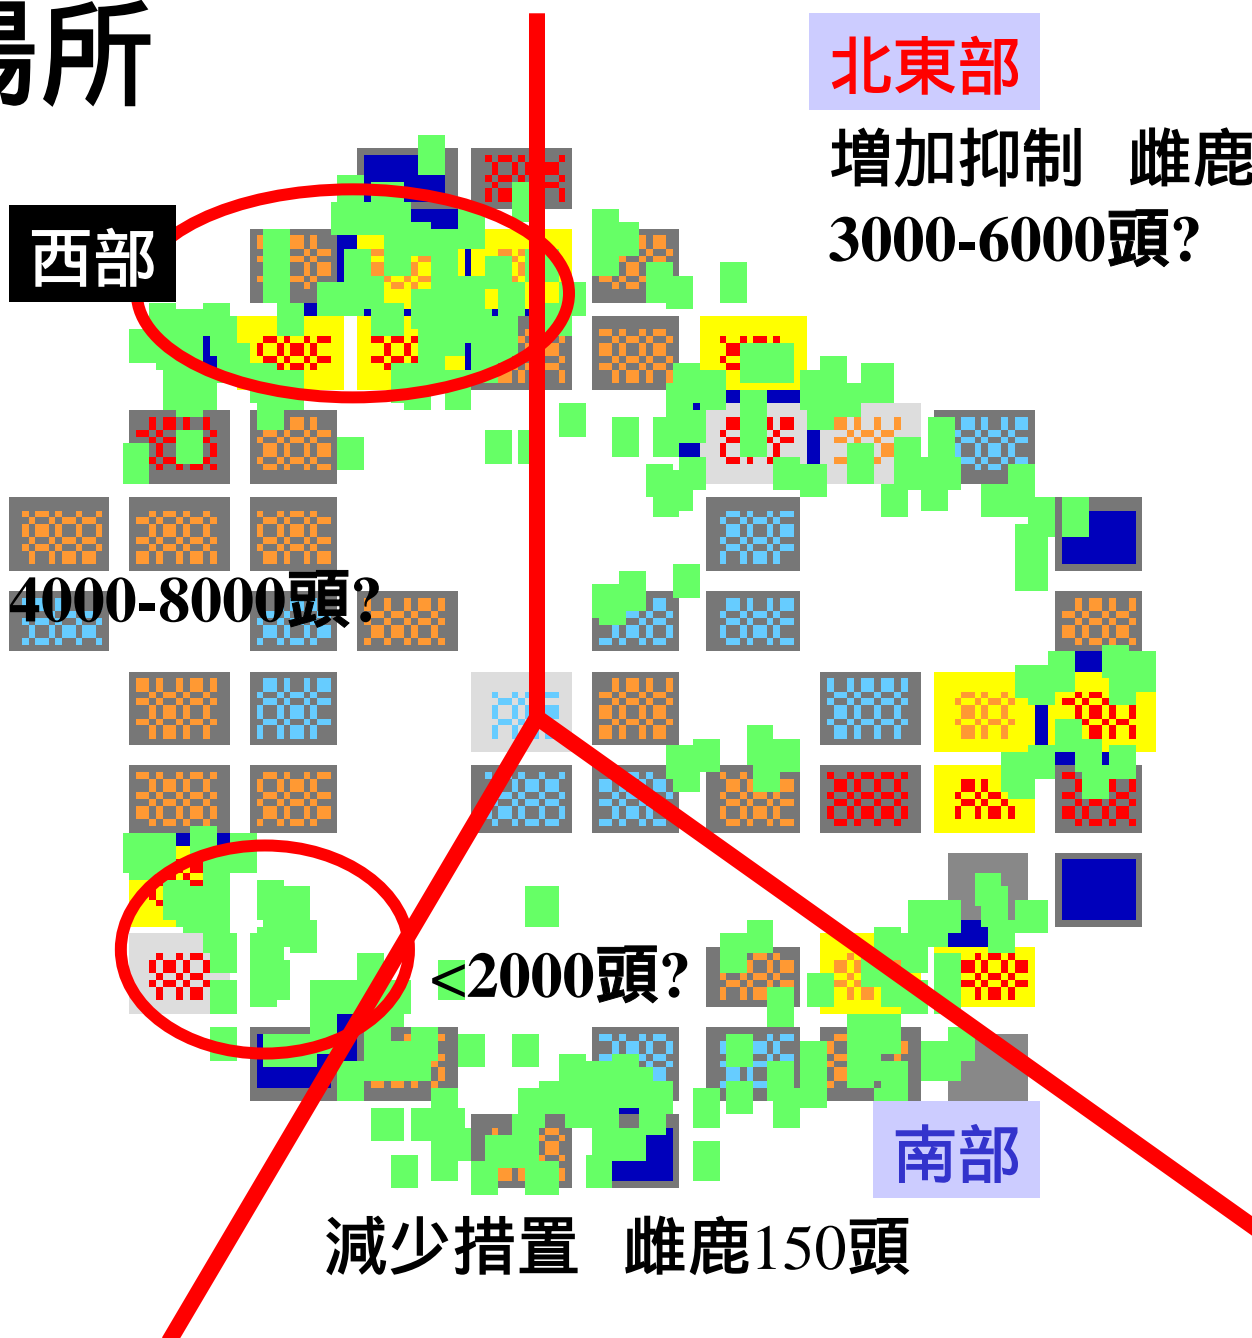 場所
北東部
増加抑制 雌鹿
3000-6000頭?
西部
4000-8000頭?
<2000頭?
南部
減少措置 雌鹿150頭